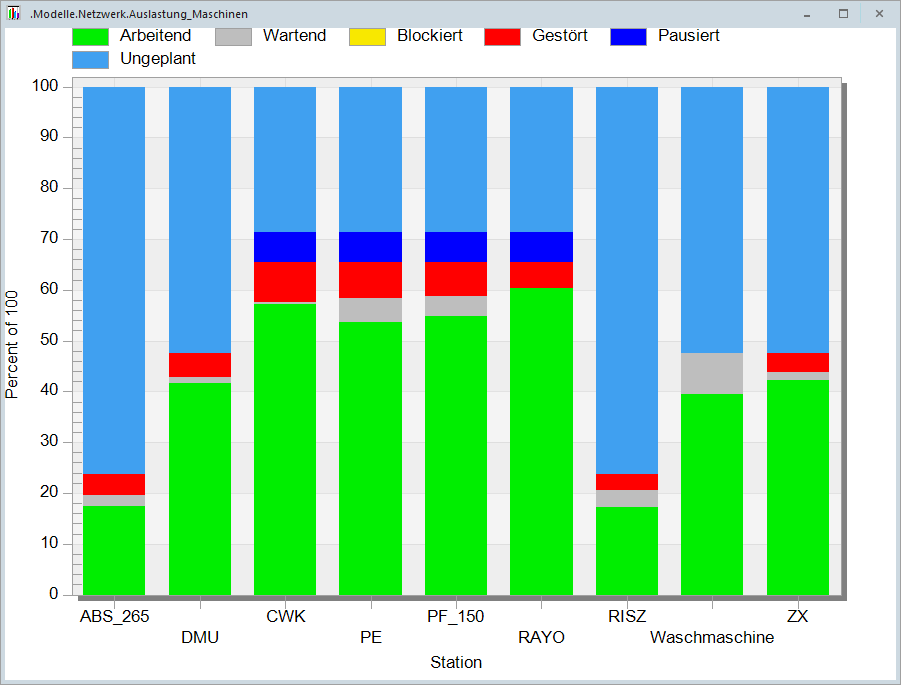 .Modelle.Netzwerk.Auslastung_Maschinen
Arbeitend Wartend Blockiert Gestört Pausiert
Ungeplant
100
90
80
70
60
50
40
30
20
10
0
Percent of 100
ABS_265 CWK PF_150 RISZ ZX
DMU PE RAYO Waschmaschine
Station